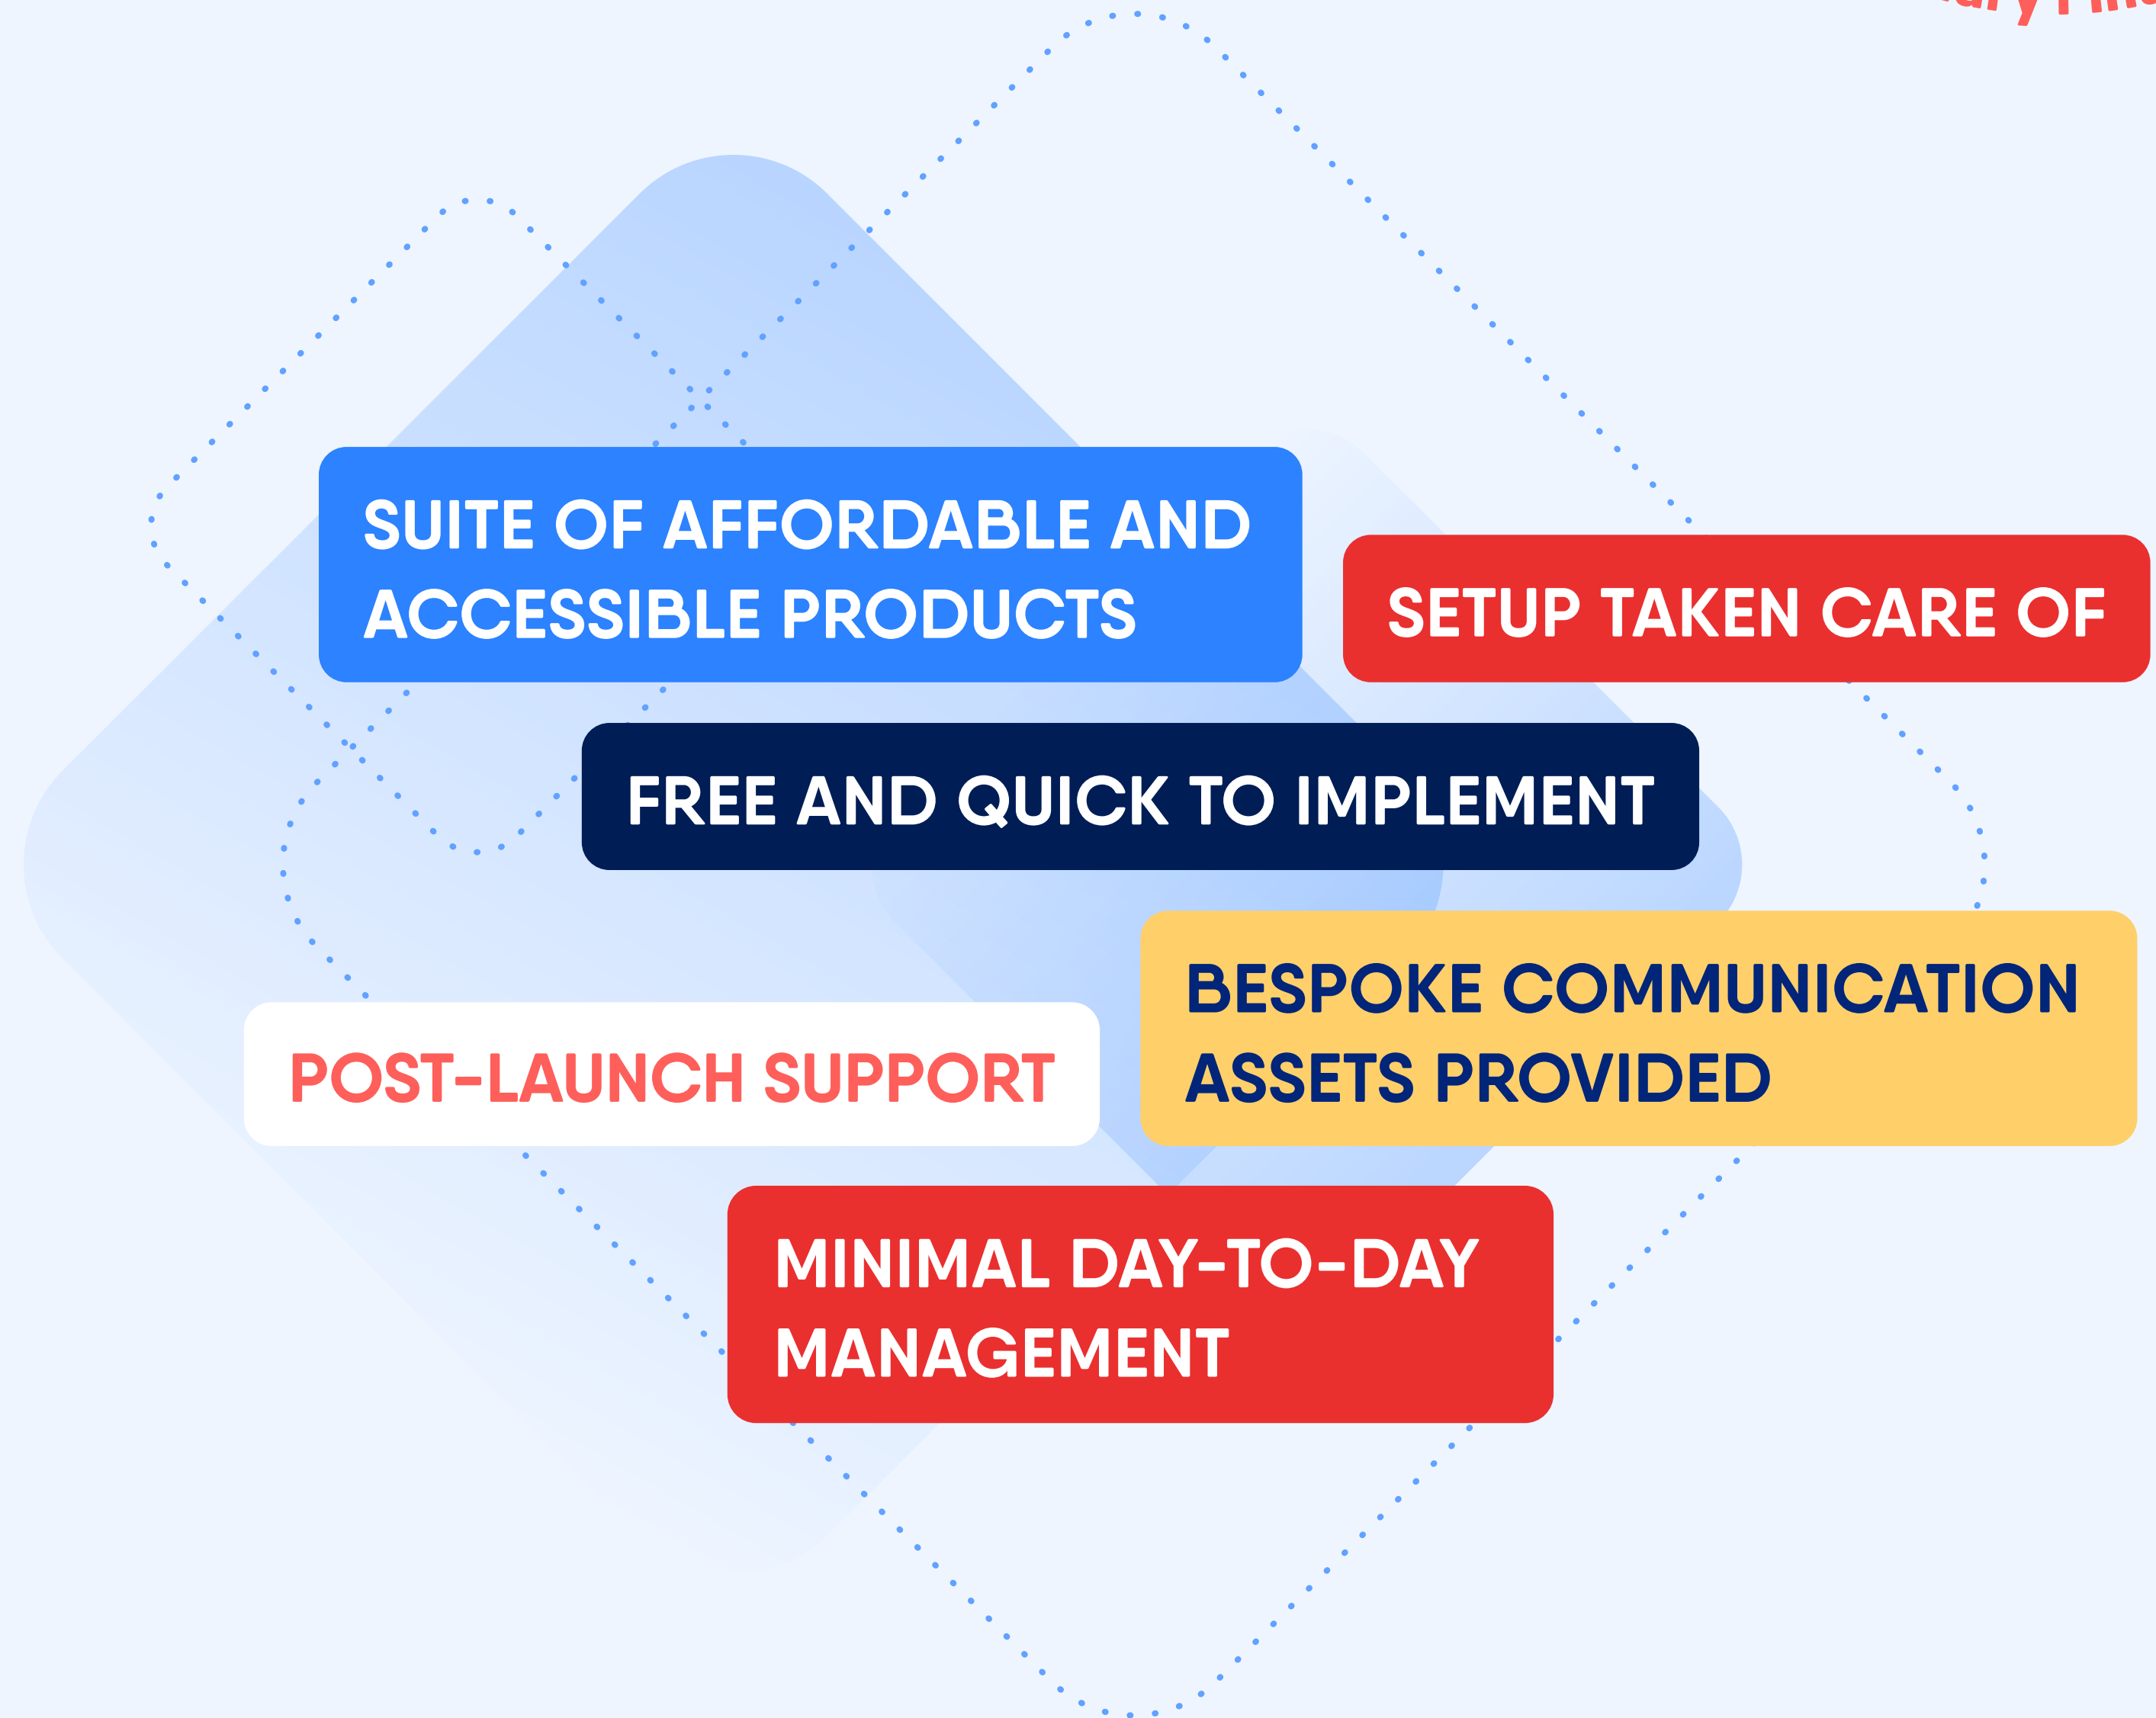 SUITE OF AFFORDABLE AND
ACCESSIBLE PRODUCTS
SETUP TAKEN CARE OF
FREE AND QUICK TO IMPLEMENT
BESPOKE COMMUNICATION
ASSETS PROVIDED
POST-LAUNCH SUPPORT
MINIMAL DAY-TO-DAY
MANAGEMENT